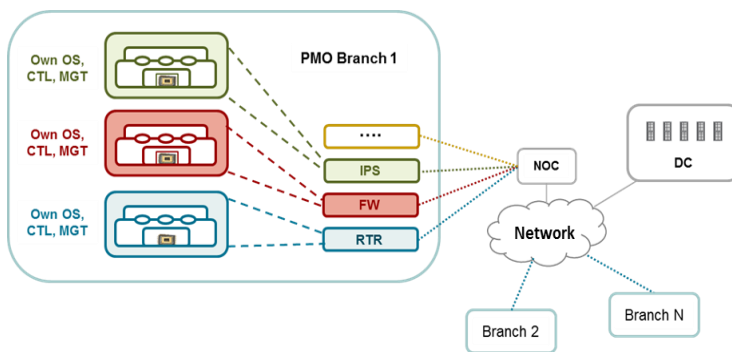 PMO Branch 1
Own OS,
CTL, MGT
Own OS,
CTL, MGT
Own OS,
CTL, MGT
....
IPS
FW
RTR
NOC
DC
Network
Branch 2
Branch N